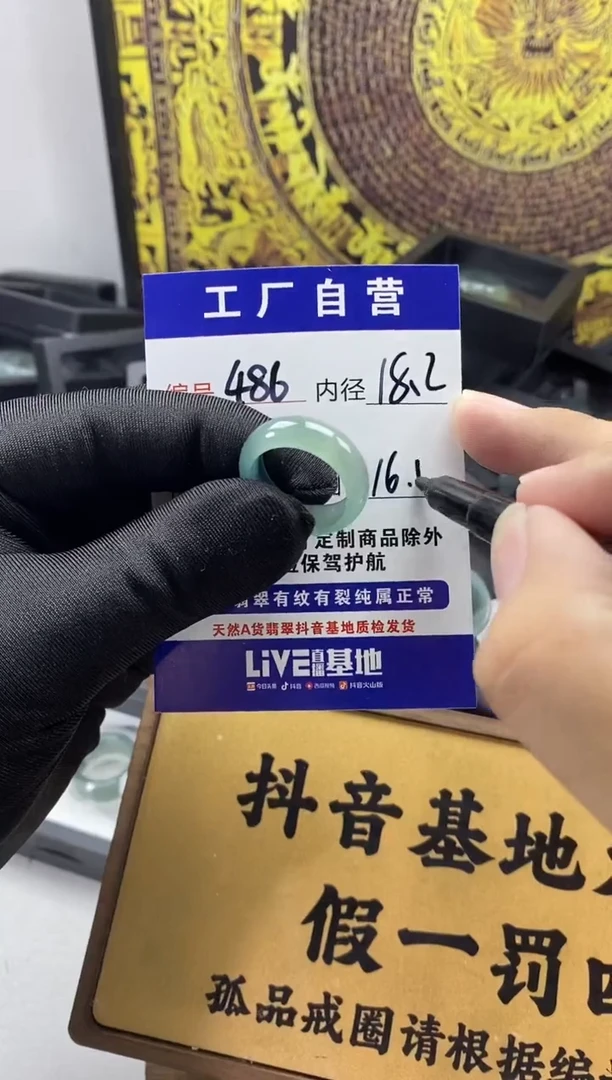 工厂自营
编号 486 内径 18.2
16.1
定制商品除外
保驾护航
翡翠有纹有裂纯属正常
天然A货翡翠抖音基地质检发货
LiVE直播基地
今日头条 抖音 西瓜视频 抖音火山版
抖音基地
假一罚四
孤品戒圈请根据编